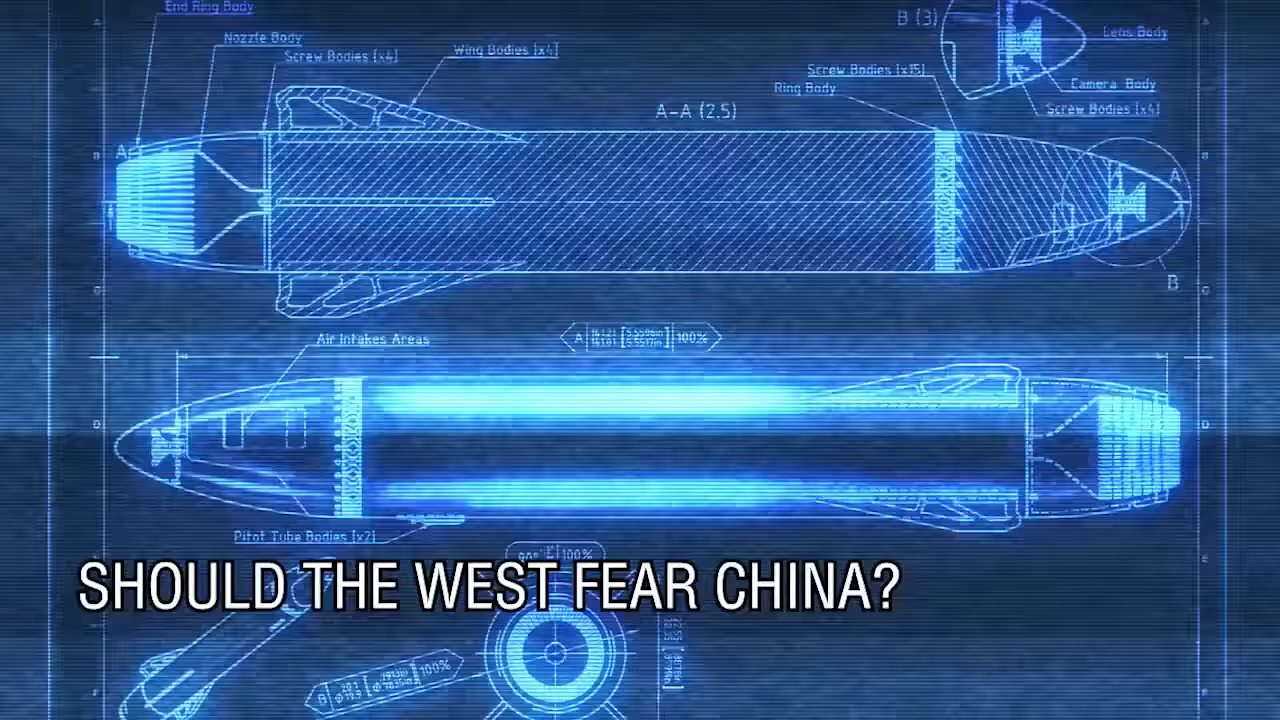 End Ring Body
Nozzle Body
Screw Bodies (x4)
Wing Bodies (x4)
B (3)
Lens Body
Screw Bodies (x15)
Ring Body
Camera Body
Screw Bodies (x4)
A-A (2.5)
A
A
B
Air Intakes Areas
A
100%
Pitot Tube Bodies (x2)
100%
SHOULD THE WEST FEAR CHINA?
B
100%